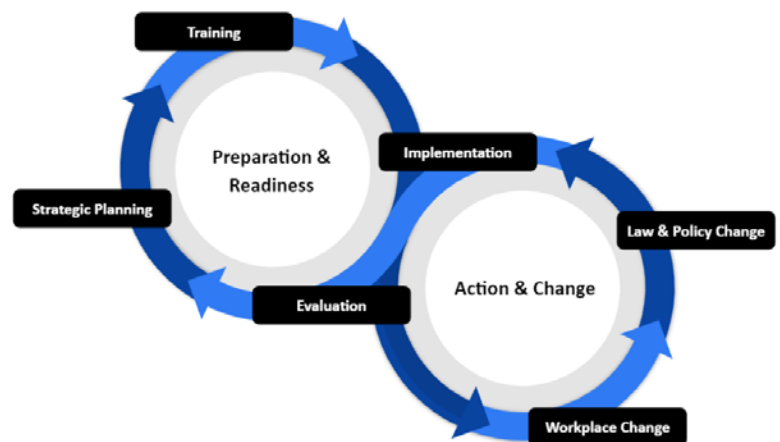 Training
Preparation &
Readiness
Implementation
Strategic Planning
Law & Policy Change
Evaluation
Action & Change
Workplace Change